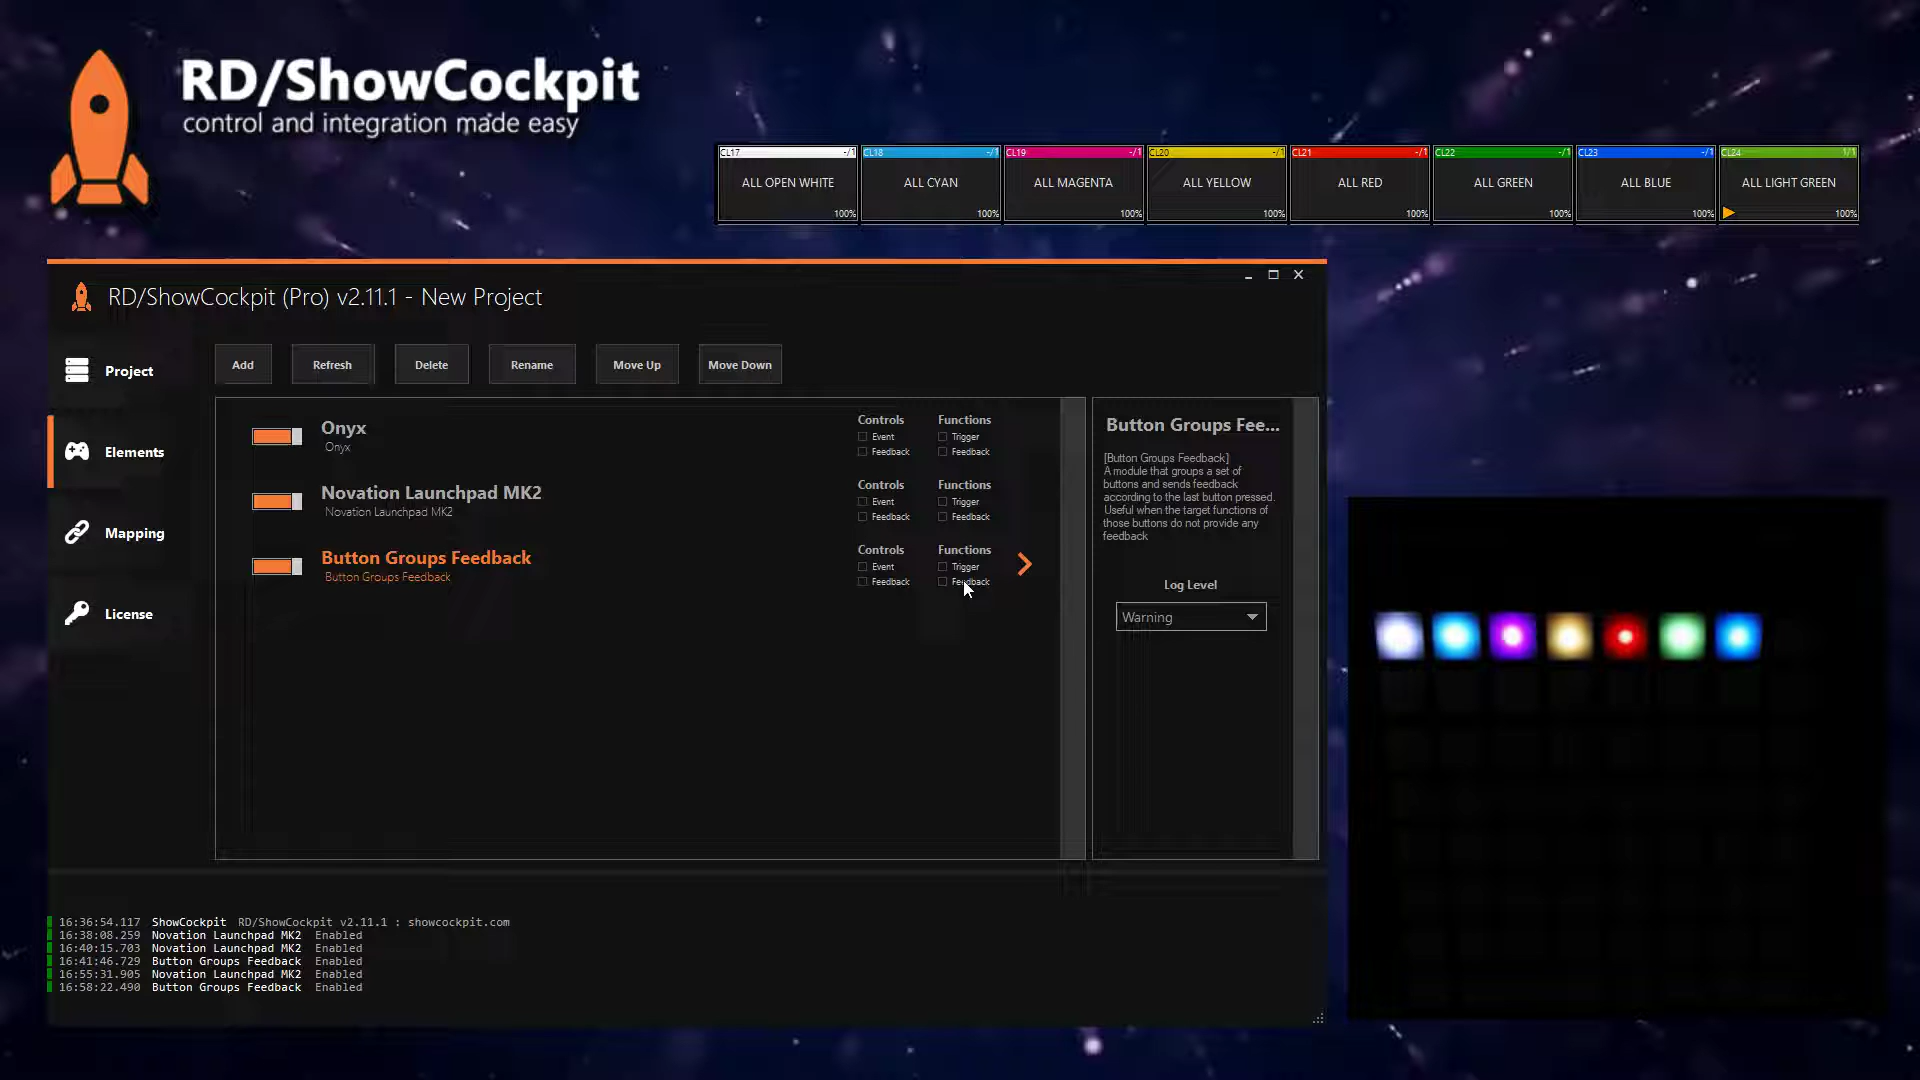 RD/ShowCockpit
control and integration made easy
CL17 -/1
ALL OPEN WHITE
100%
CL18 -/1
ALL CYAN
100%
CL19 -/1
ALL MAGENTA
100%
CL20 -/1
ALL YELLOW
100%
CL21 -/1
ALL RED
100%
CL22 -/1
ALL GREEN
100%
CL23 -/1
ALL BLUE
100%
CL24 1/1
ALL LIGHT GREEN
100%
RD/ShowCockpit (Pro) v2.11.1 - New Project
Project
Elements
Mapping
License
Add Refresh Delete Rename Move Up Move Down
Onyx
Onyx
Controls Functions
Event Trigger
Feedback Feedback
Novation Launchpad MK2
Novation Launchpad MK2
Controls Functions
Event Trigger
Feedback Feedback
Button Groups Feedback
Button Groups Feedback
Controls Functions
Event Trigger
Feedback Feedback
Button Groups Fee...
[Button Groups Feedback]
A module that groups a set of
buttons and sends feedback
according to the last button pressed.
Useful when the target functions of
those buttons do not provide any
feedback
Log Level
Warning
16:36:54.117 ShowCockpit RD/ShowCockpit v2.11.1 : showcockpit.com
16:38:08.259 Novation Launchpad MK2 Enabled
16:40:15.703 Novation Launchpad MK2 Enabled
16:41:46.729 Button Groups Feedback Enabled
16:55:31.905 Novation Launchpad MK2 Enabled
16:58:22.490 Button Groups Feedback Enabled